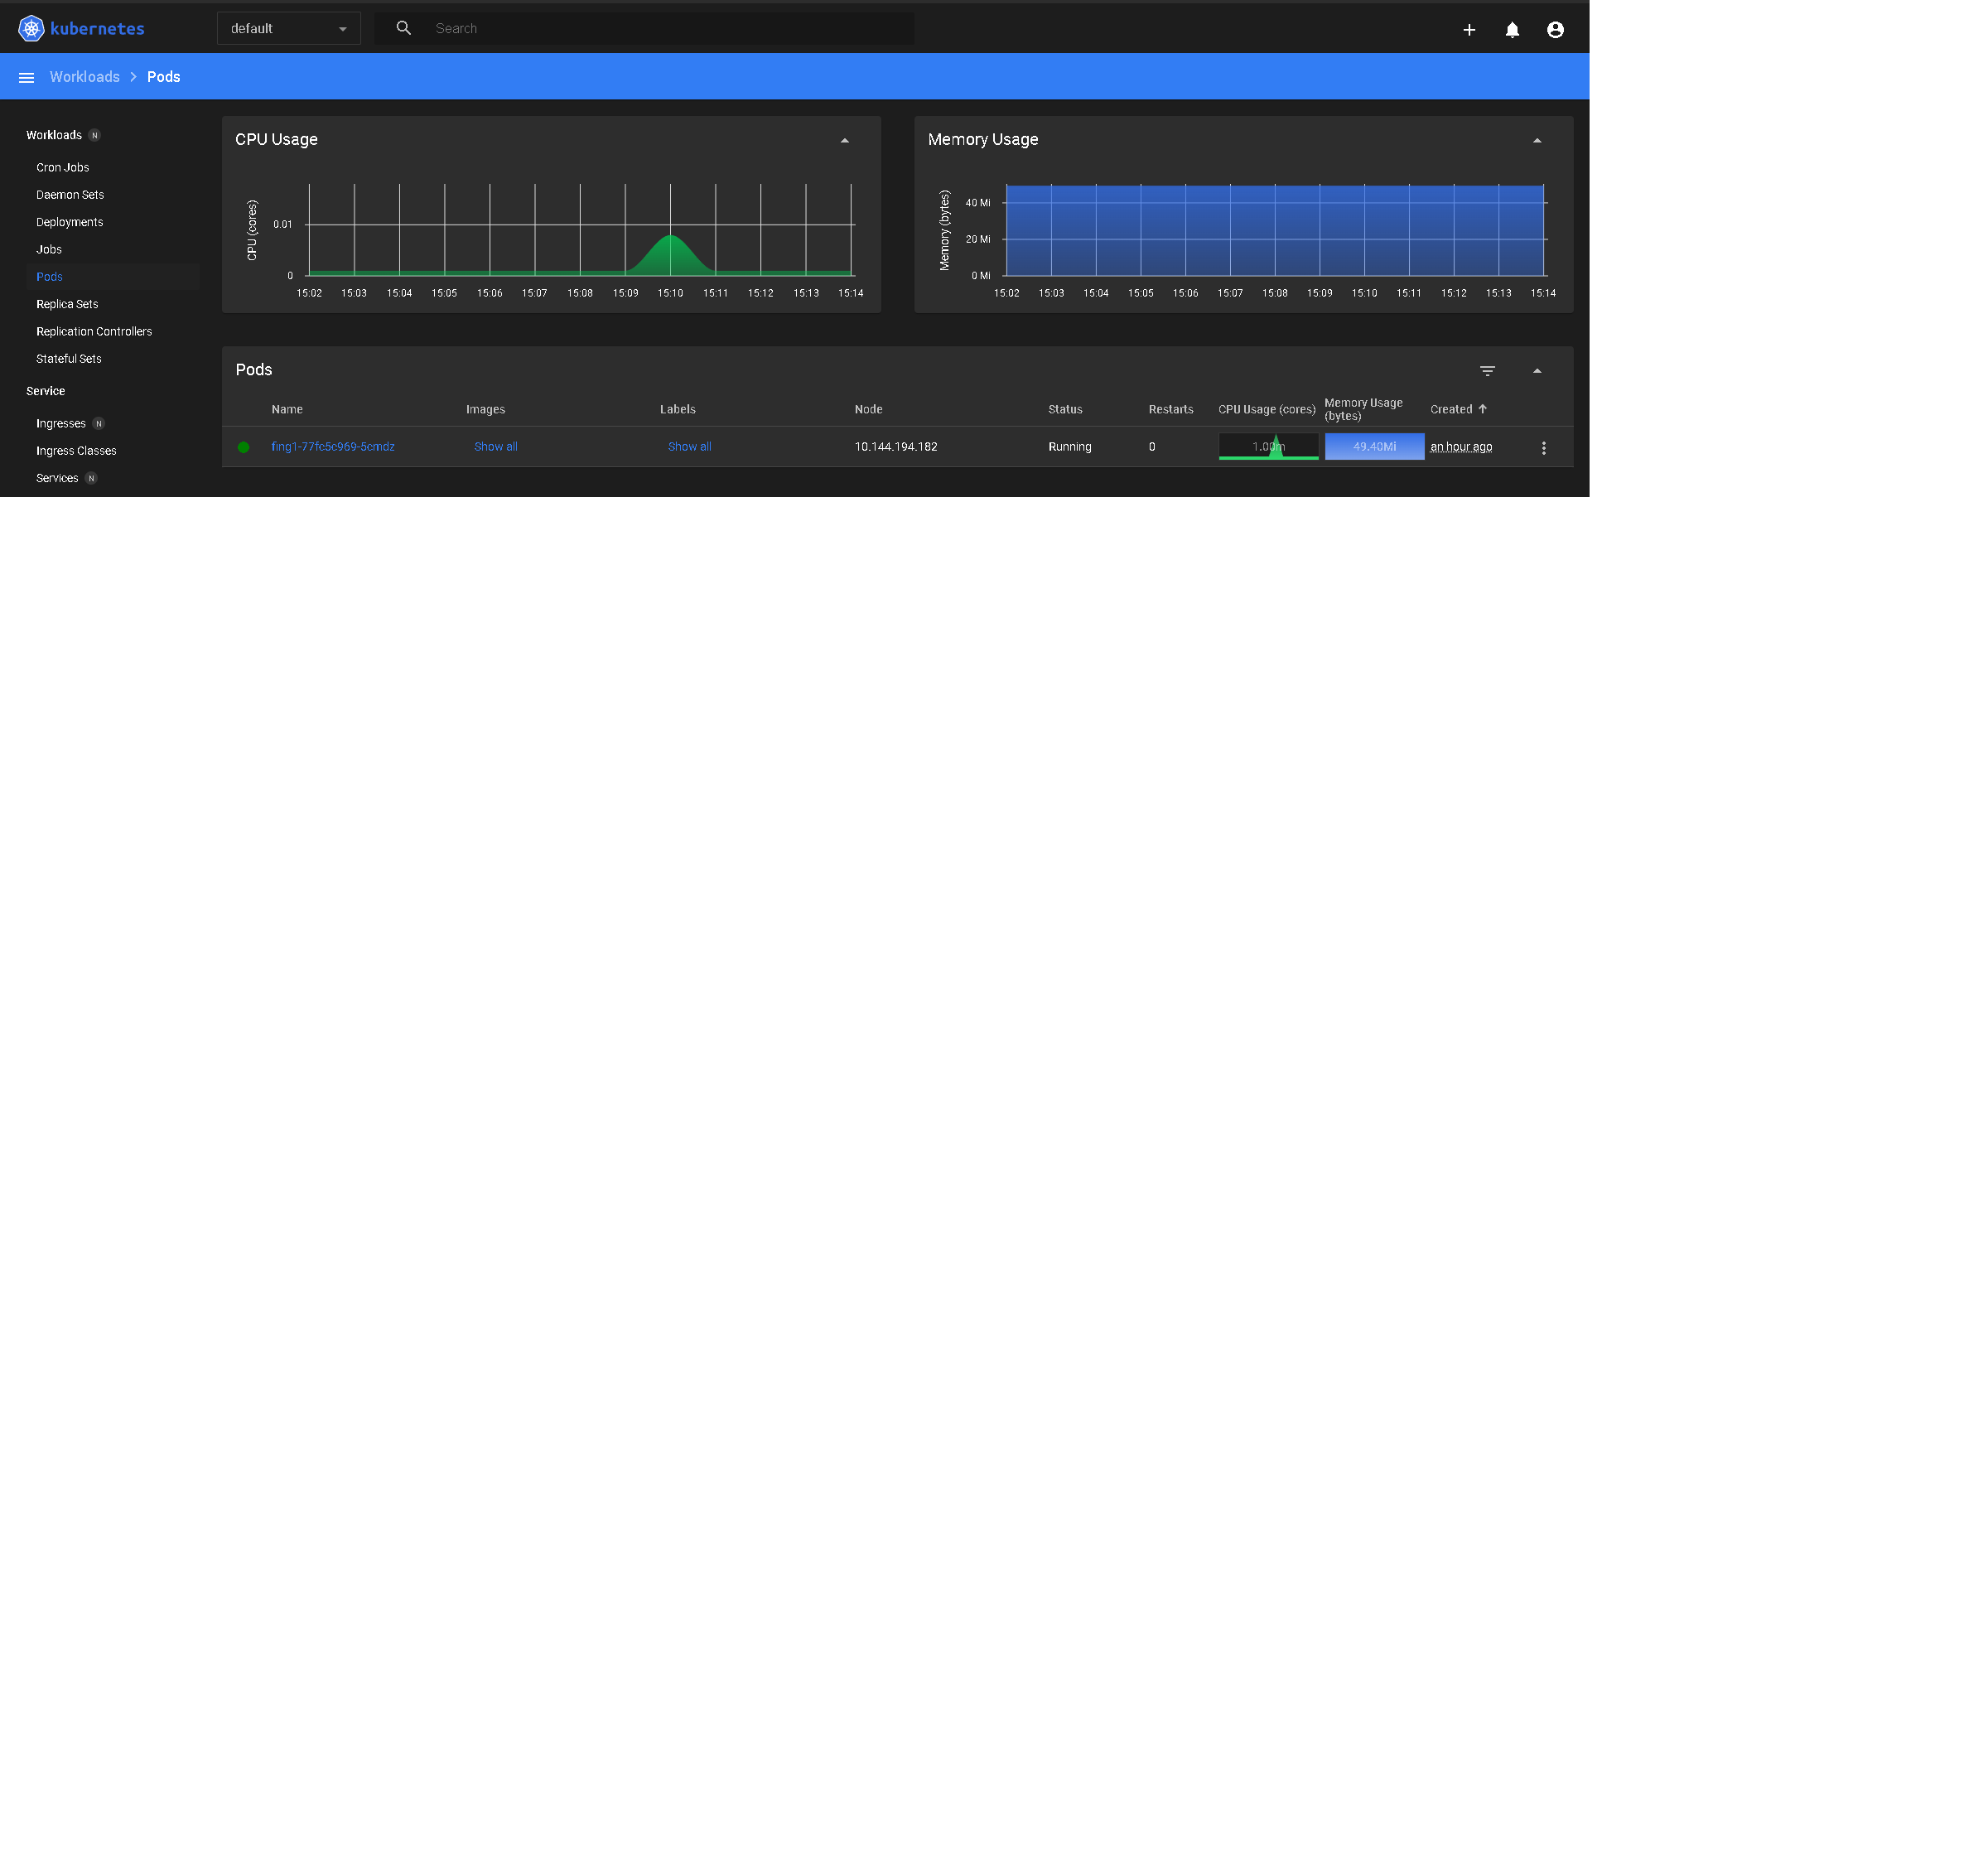 kubernetes
default
Search
Workloads > Pods
Workloads N
Cron Jobs
Daemon Sets
Deployments
Jobs
Pods
Replica Sets
Replication Controllers
Stateful Sets
Service
Ingresses N
Ingress Classes
Services N
CPU Usage
CPU (cores)
0.01
0
15:02 15:03 15:04 15:05 15:06 15:07 15:08 15:09 15:10 15:11 15:12 15:13 15:14
Memory Usage
Memory (bytes)
40 Mi
20 Mi
0 Mi
15:02 15:03 15:04 15:05 15:06 15:07 15:08 15:09 15:10 15:11 15:12 15:13 15:14
Pods
Name Images Labels Node Status Restarts CPU Usage (cores) Memory Usage (bytes) Created
fing1-77fc5c969-5cmdz Show all Show all 10.144.194.182 Running 0 1.00m 49.40Mi an hour ago